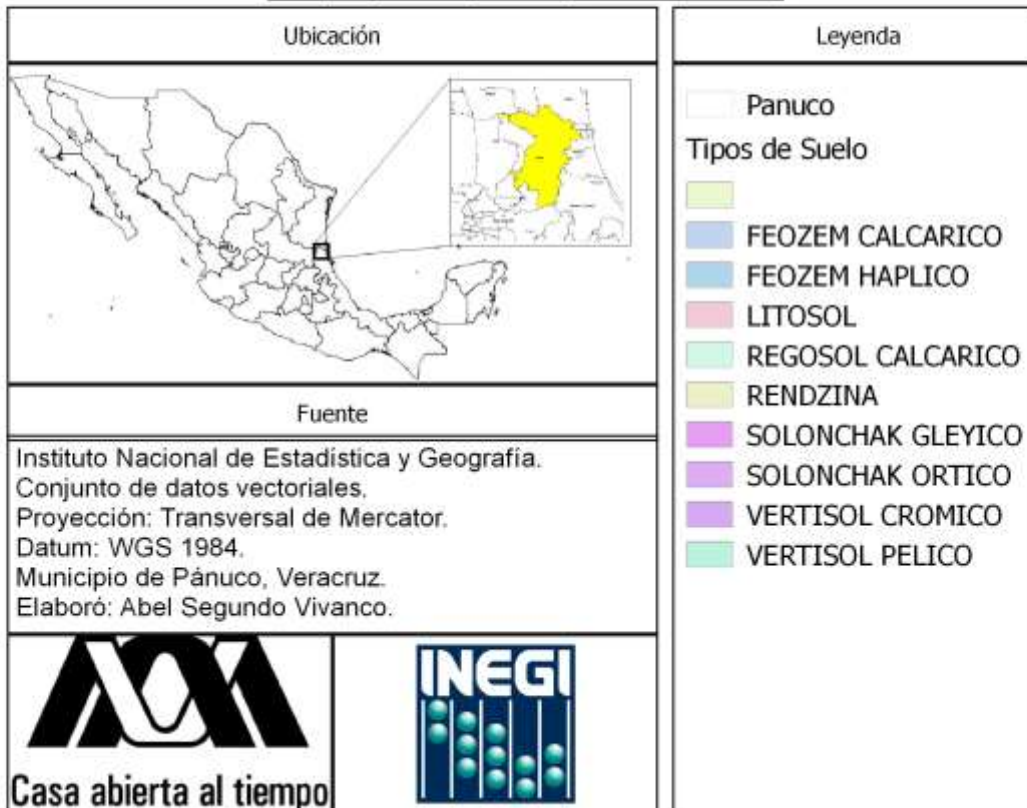 Ubicación
Fuente
Instituto Nacional de Estadística y Geografía.
Conjunto de datos vectoriales.
Proyección: Transversal de Mercator.
Datum: WGS 1984.
Municipio de Pánuco, Veracruz.
Elaboró: Abel Segundo Vivanco.
Casa abierta al tiempo
INEGI
Leyenda
Panuco
Tipos de Suelo
FEOZEM CALCARICO
FEOZEM HAPLICO
LITOSOL
REGOSOL CALCARICO
RENDZINA
SOLONCHAK GLEYICO
SOLONCHAK ORTICO
VERTISOL CROMICO
VERTISOL PELICO